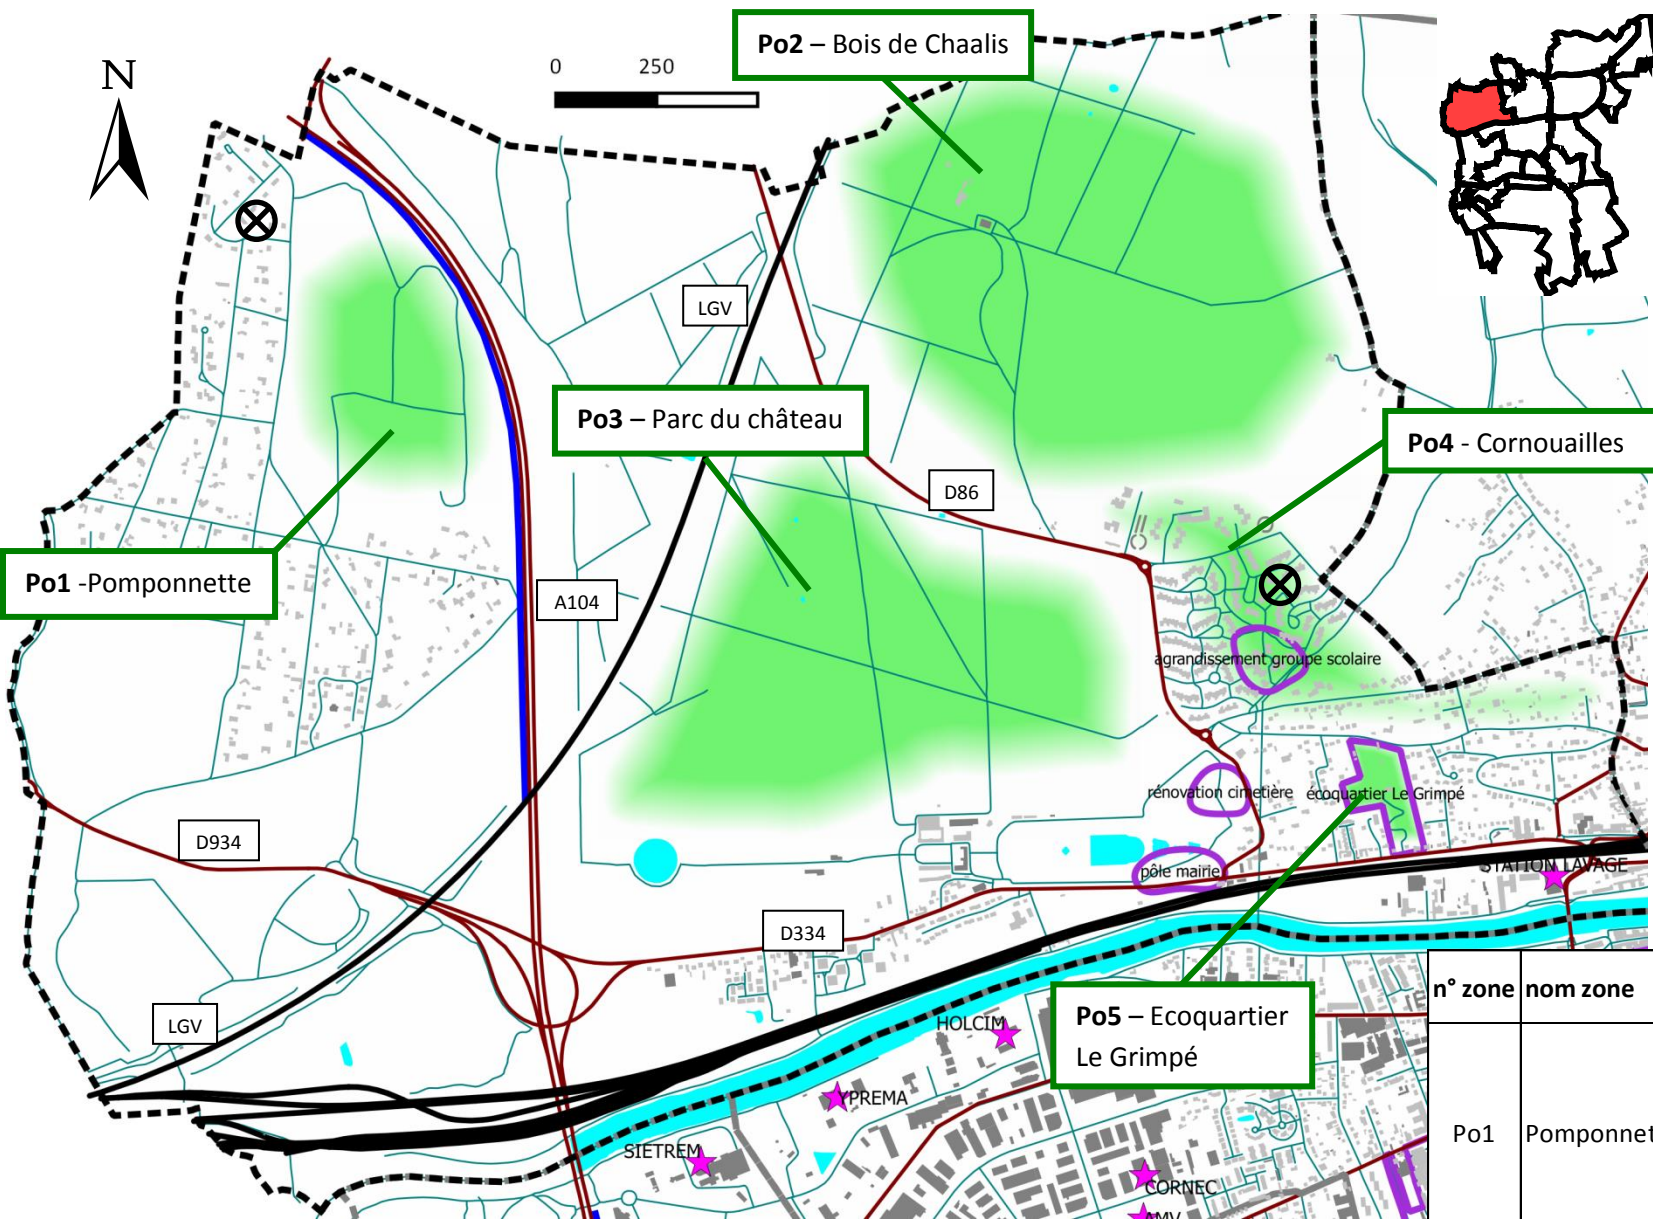 Po2 – Bois de Chaalis
N
0 250
LGV
Po3 – Parc du château
Po4 - Cornouailles
D86
Po1 -Pomponnette
A104
agrandissement groupe scolaire
rénovation cimetière
écoquartier Le Grimpé
D934
pôle mairie
STATION LAVAGE
D334
n° zone nom zone
LGV
HOLCIM
Po5 – Ecoquartier
Le Grimpé
YPREMA
Po1 Pomponnet
SIETREM
CORNEC
AMV